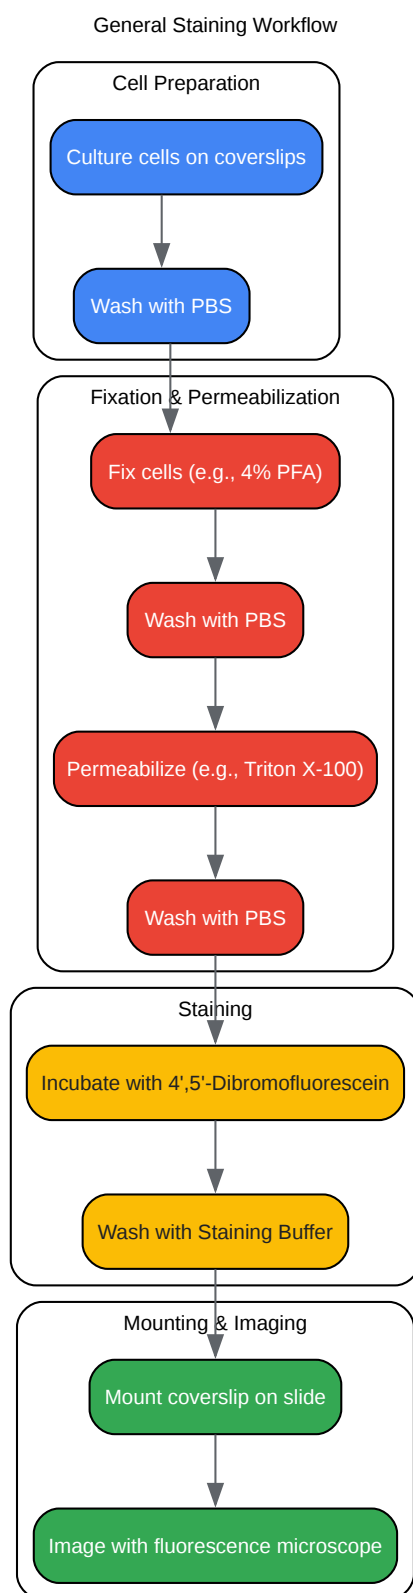 General Staining Workflow
Cell Preparation
Culture cells on coverslips
Wash with PBS
Fixation & Permeabilization
Fix cells (e.g., 4% PFA)
Wash with PBS
Permeabilize (e.g., Triton X-100)
Wash with PBS
Staining
Incubate with 4',5'-Dibromofluorescein
Wash with Staining Buffer
Mounting & Imaging
Mount coverslip on slide
Image with fluorescence microscope